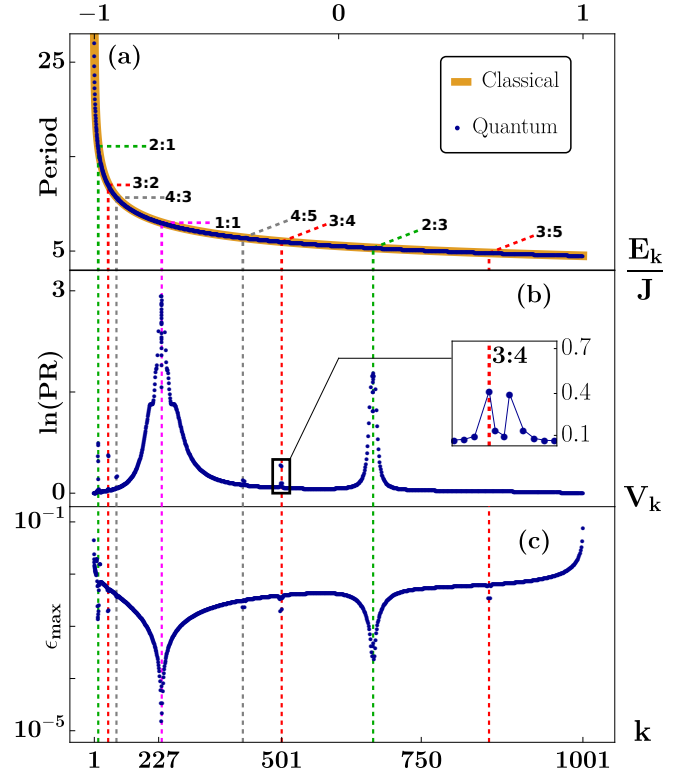 −1 0 1
(a)
25
Classical
Quantum
Period
2:1
3:2
4:3
1:1
4:5
3:4
2:3
3:5
5
E_k
J
3
(b)
ln(PR)
3:4
0.7
0.4
0.1
0
V_k
10^{−1}
(c)
ϵ_max
10^{−5}
k
1 227 501 750 1001